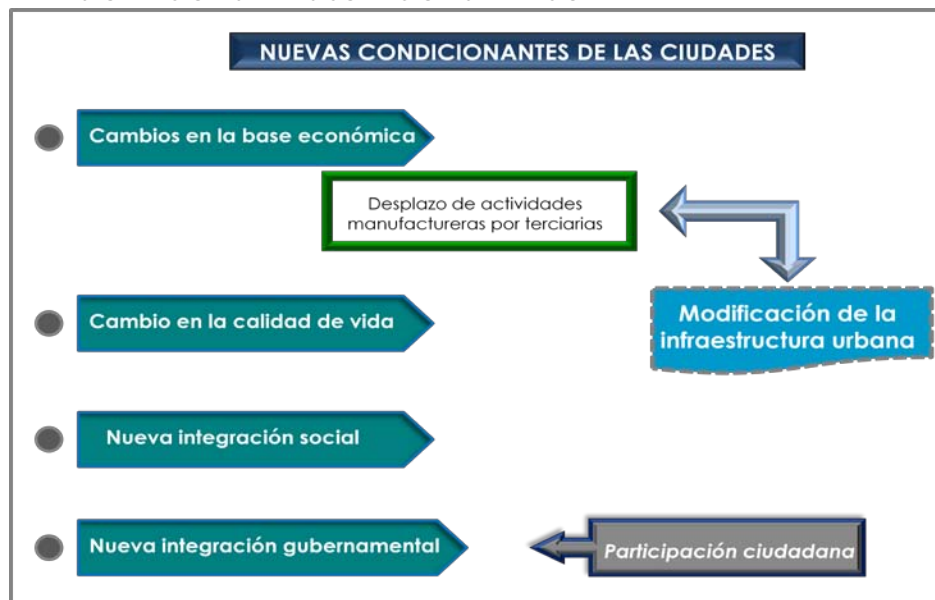 NUEVAS CONDICIONANTES DE LAS CIUDADES
Cambios en la base económica
Desplazo de actividades
manufactureras por terciarias
Cambio en la calidad de vida
Modificación de la
infraestructura urbana
Nueva integración social
Nueva integración gubernamental
Participación ciudadana